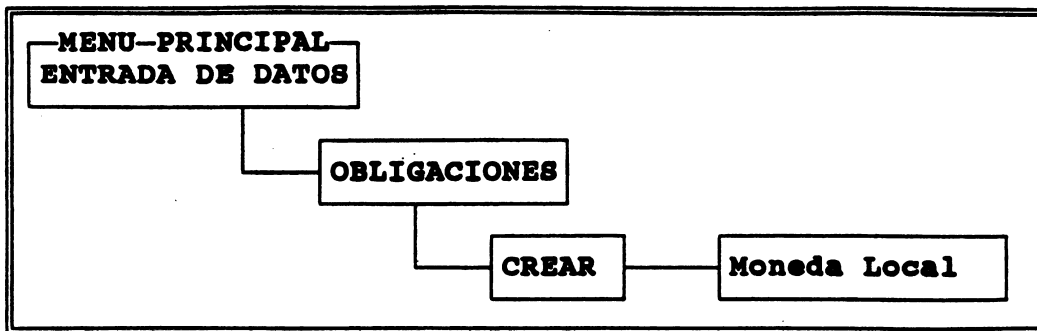 MENU-PRINCIPAL
ENTRADA DE DATOS
OBLIGACIONES
CREAR
Moneda Local